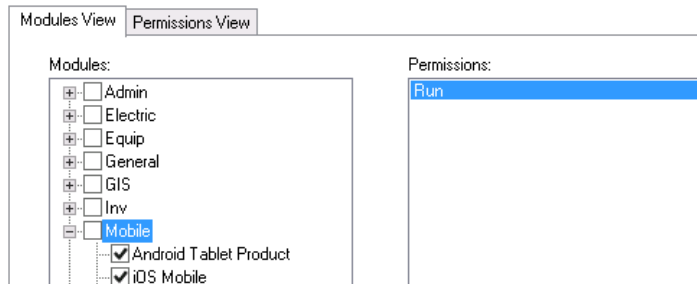 Modules View Permissions View
Modules: Permissions:
Admin Run
Electric
Equip
General
GIS
Inv
Mobile
Android Tablet Product
iOS Mobile